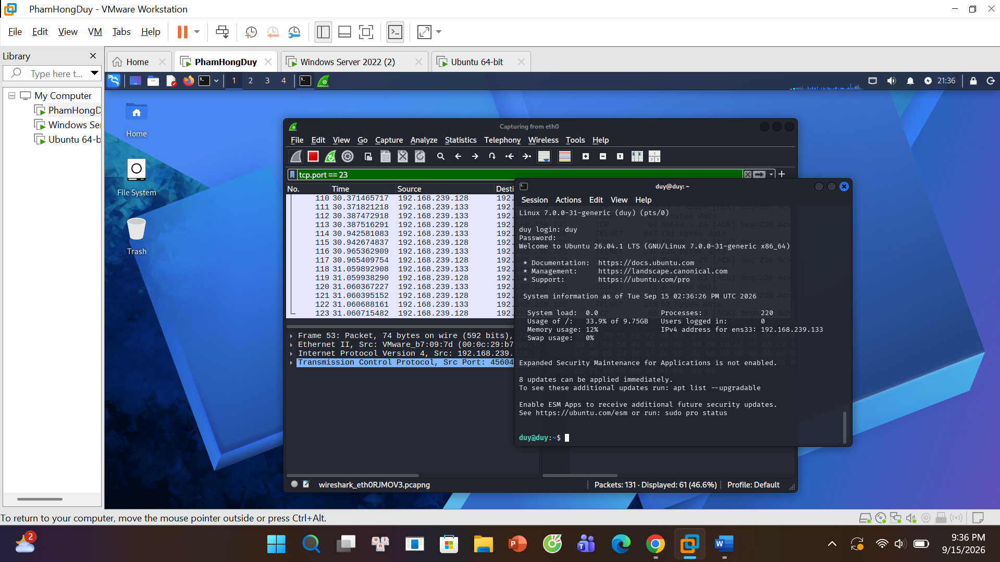 PhamHongDuy - VMware Workstation
File Edit View VM Tabs Help
Library
Type here t...
My Computer
PhamHongD
Windows Ser
Ubuntu 64-b
Home
PhamHongDuy
Windows Server 2022 (2)
Ubuntu 64-bit
1 2 3 4
21:36
Home
File System
Trash
Capturing from eth0
File Edit View Go Capture Analyze Statistics Telephony Wireless Tools Help
tcp.port == 23
No. Time Source Desti
110 30.371465717 192.168.239.128 192.
111 30.371821218 192.168.239.133 192.
112 30.387472918 192.168.239.133 192.
113 30.387516291 192.168.239.128 192.
114 30.942581083 192.168.239.133 192.
115 30.942674837 192.168.239.128 192.
116 30.965362909 192.168.239.133 192.
117 30.965409754 192.168.239.128 192.
118 31.059892908 192.168.239.133 192.
119 31.059938290 192.168.239.128 192.
120 31.060367227 192.168.239.133 192.
121 31.060395152 192.168.239.128 192.
122 31.060688161 192.168.239.133 192.
123 31.060715482 192.168.239.128 192.
Frame 53: Packet, 74 bytes on wire (592 bits),
Ethernet II, Src: VMware_b7:09:7d (00:0c:29:b7
Internet Protocol Version 4, Src: 192.168.239.
Transmission Control Protocol, Src Port: 45604
wireshark_eth0RJMOV3.pcapng
Packets: 131 · Displayed: 61 (46.6%)
Profile: Default
duy@duy: ~
Session Actions Edit View Help
Linux 7.0.0-31-generic (duy) (pts/0)
duy login: duy
Password:
Welcome to Ubuntu 26.04.1 LTS (GNU/Linux 7.0.0-31-generic x86_64)
* Documentation: https://docs.ubuntu.com
* Management: https://landscape.canonical.com
* Support: https://ubuntu.com/pro
System information as of Tue Sep 15 02:36:26 PM UTC 2026
System load: 0.0 Processes: 220
Usage of /: 33.9% of 9.75GB Users logged in: 0
Memory usage: 12% IPv4 address for ens33: 192.168.239.133
Swap usage: 0%
Expanded Security Maintenance for Applications is not enabled.
8 updates can be applied immediately.
To see these additional updates run: apt list --upgradable
Enable ESM Apps to receive additional future security updates.
See https://ubuntu.com/esm or run: sudo pro status
duy@duy:~$
To return to your computer, move the mouse pointer outside or press Ctrl+Alt.
2
9:36 PM
9/15/2026